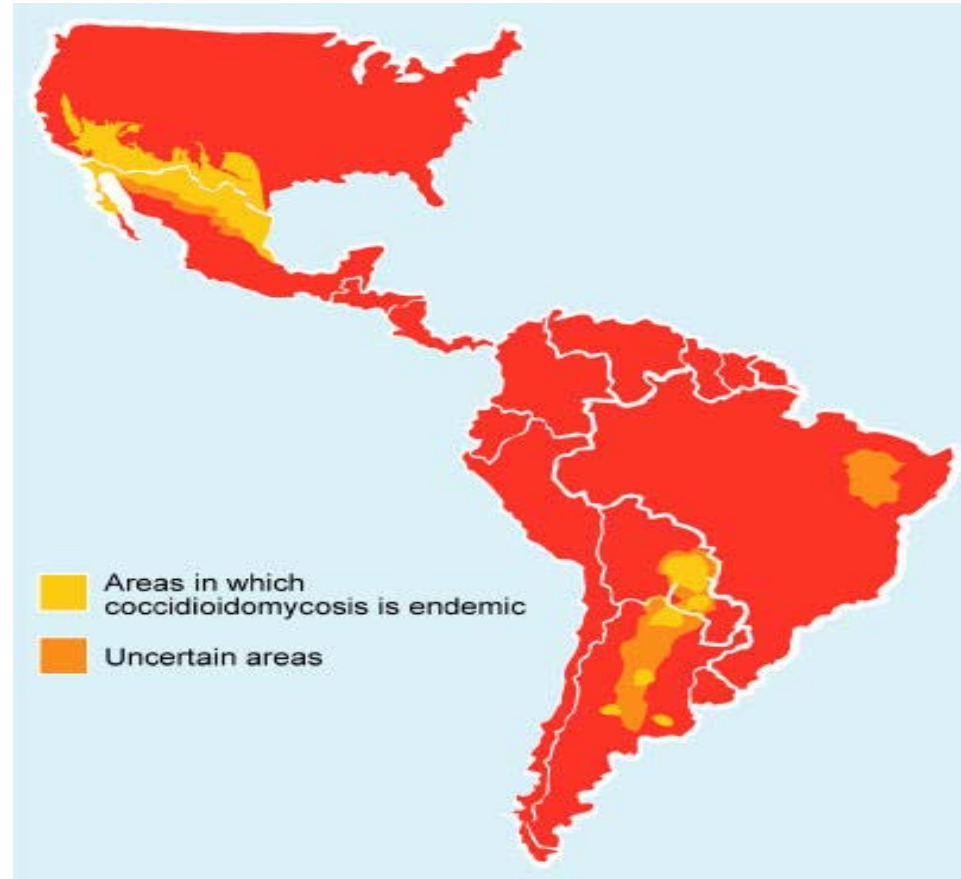 Areas in which
coccidioidomycosis is endemic
Uncertain areas